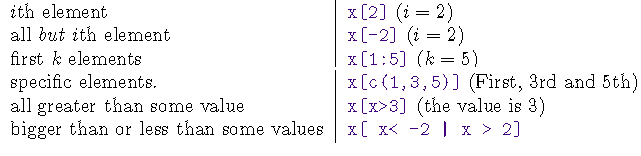 ith element x[2] (i = 2)
all but ith element x[-2] (i = 2)
first k elements x[1:5] (k = 5)
specific elements. x[c(1,3,5)] (First, 3rd and 5th)
all greater than some value x[x>3] (the value is 3)
bigger than or less than some values x[ x< -2 | x > 2]